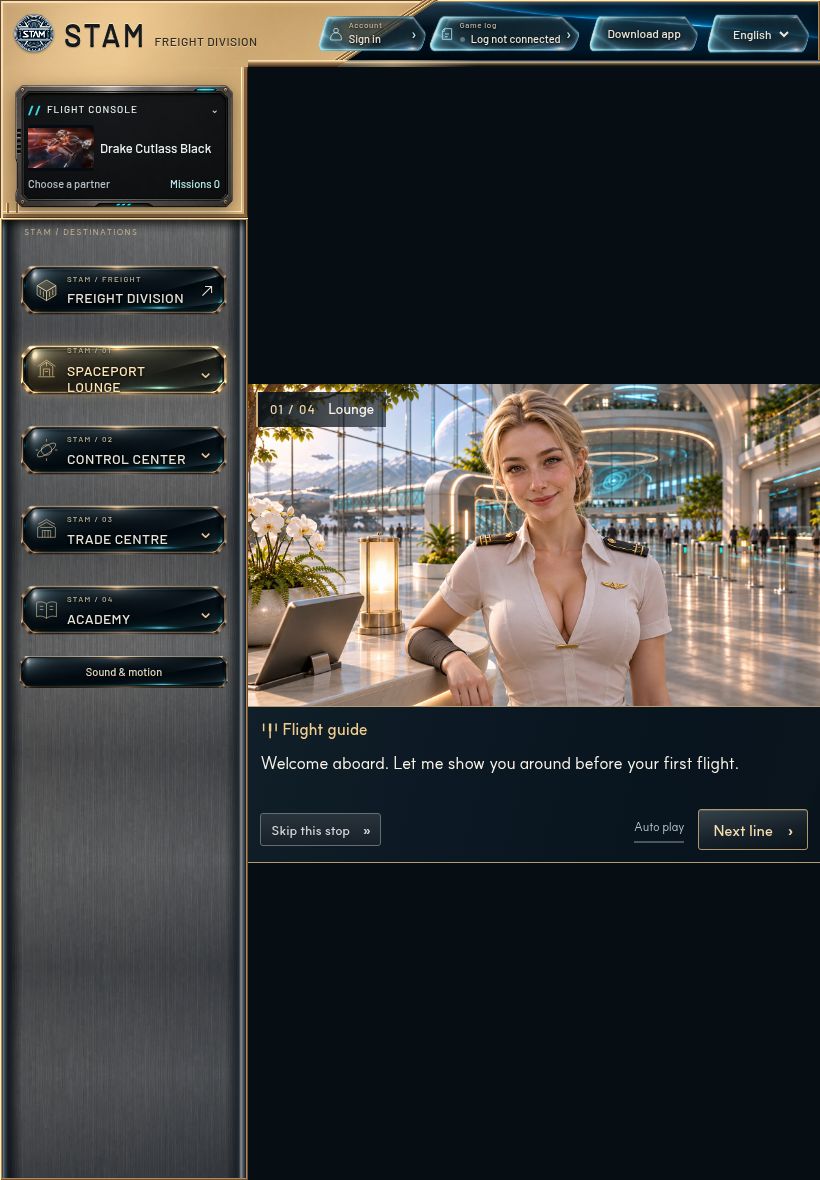 STAM FREIGHT DIVISION
Account
Sign in
Game log
Log not connected
Download app
English
FLIGHT CONSOLE
Drake Cutlass Black
Choose a partner Missions 0
STAM / DESTINATIONS
STAM / FREIGHT
FREIGHT DIVISION
STAM / 01
SPACEPORT
LOUNGE
STAM / 02
CONTROL CENTER
STAM / 03
TRADE CENTRE
STAM / 04
ACADEMY
Sound & motion
01 / 04 Lounge
Flight guide
Welcome aboard. Let me show you around before your first flight.
Skip this stop »
Auto play
Next line ›